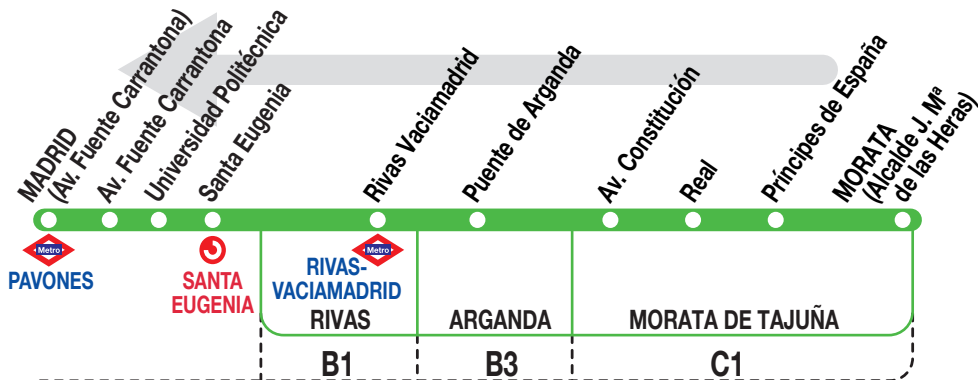 MADRID
(Av. Fuente Carrantona)
Av. Fuente Carrantona
Universidad Politécnica
Santa Eugenia
Rivas Vaciamadrid
Puente de Arganda
Av. Constitución
Real
Príncipes de España
MORATA
(Alcalde J. Mª
de las Heras)
Metro
PAVONES
SANTA
EUGENIA
Metro
RIVAS-
VACIAMADRID
RIVAS
ARGANDA
MORATA DE TAJUÑA
B1
B3
C1